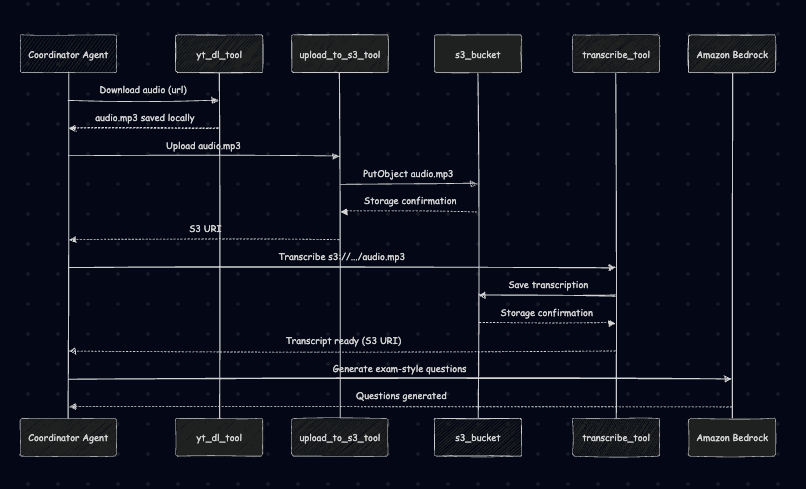 Coordinator Agent
yt_dl_tool
upload_to_s3_tool
s3_bucket
transcribe_tool
Amazon Bedrock
Download audio (url)
audio.mp3 saved locally
Upload audio.mp3
PutObject audio.mp3
Storage confirmation
S3 URI
Transcribe s3://.../audio.mp3
Save transcription
Storage confirmation
Transcript ready (S3 URI)
Generate exam-style questions
Questions generated
Coordinator Agent
yt_dl_tool
upload_to_s3_tool
s3_bucket
transcribe_tool
Amazon Bedrock